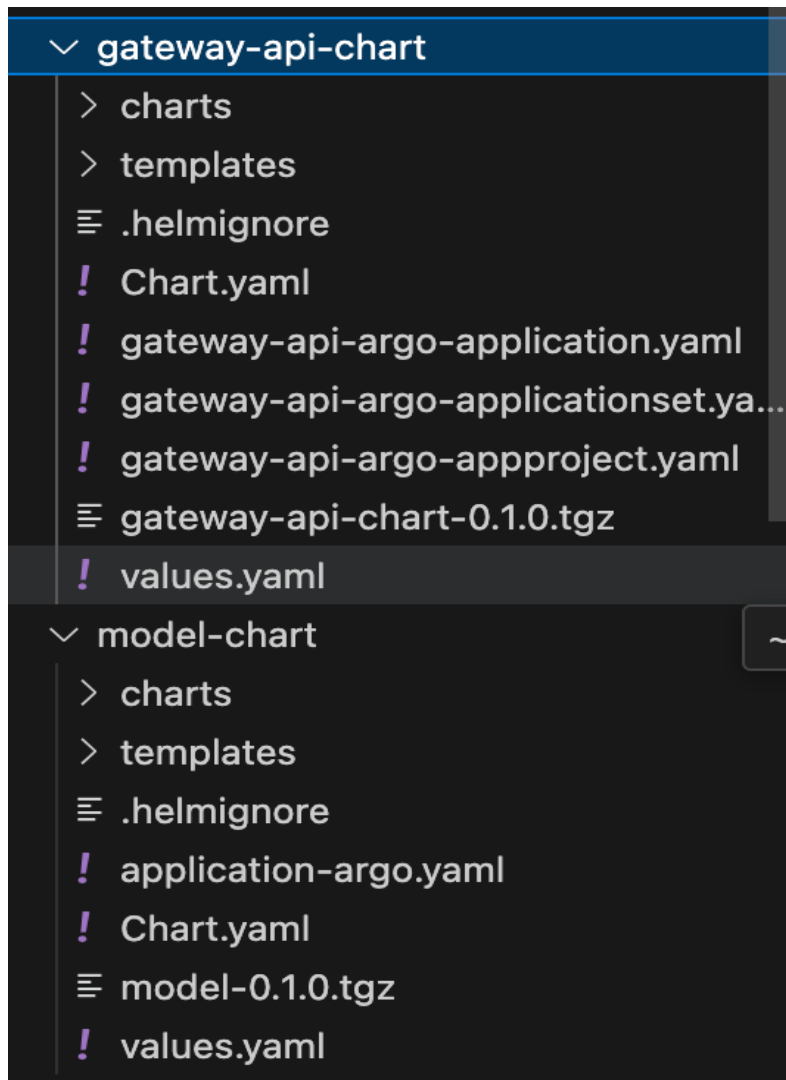 gateway-api-chart
charts
templates
.helmignore
Chart.yaml
gateway-api-argo-application.yaml
gateway-api-argo-applicationset.ya...
gateway-api-argo-appproject.yaml
gateway-api-chart-0.1.0.tgz
values.yaml
model-chart
~
charts
templates
.helmignore
application-argo.yaml
Chart.yaml
model-0.1.0.tgz
values.yaml